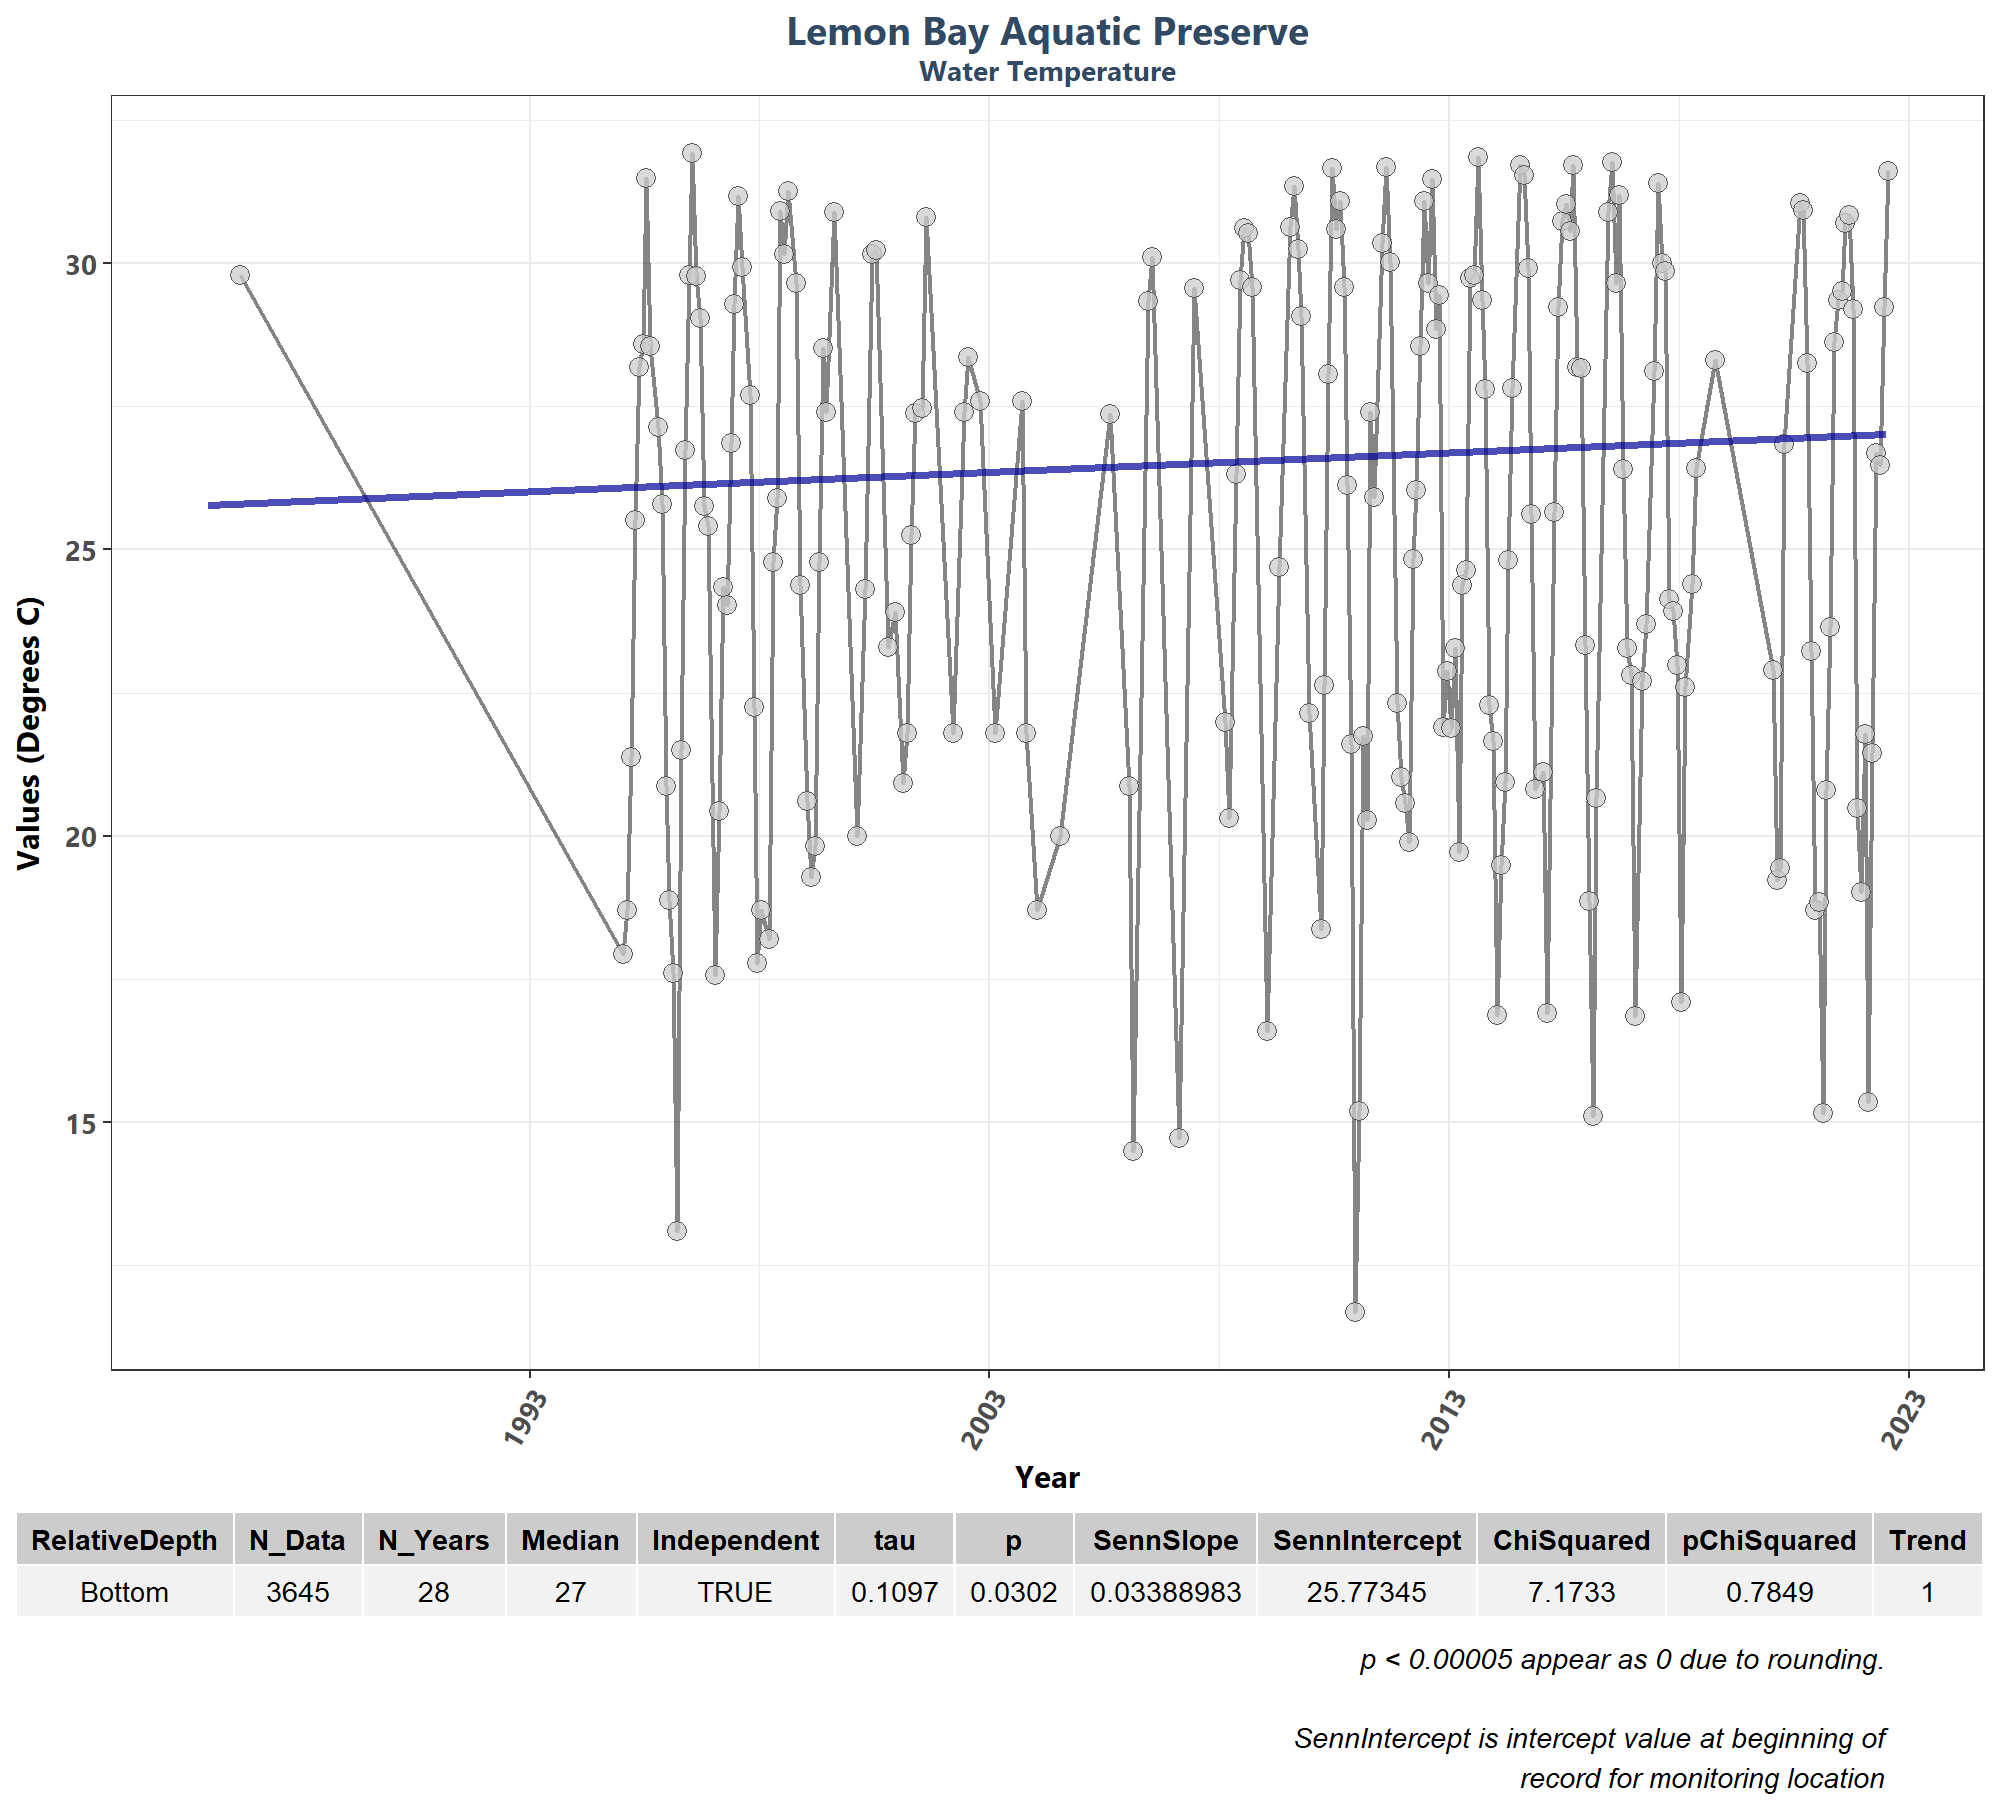 Lemon Bay Aquatic Preserve
Water Temperature
Values (Degrees C)
30
25
20
15
1993 2003 2013 2023
Year
RelativeDepth N_Data N_Years Median Independent tau p SennSlope SennIntercept ChiSquared pChiSquared Trend
Bottom 3645 28 27 TRUE 0.1097 0.0302 0.03388983 25.77345 7.1733 0.7849 1
p < 0.00005 appear as 0 due to rounding.
SennIntercept is intercept value at beginning of
record for monitoring location